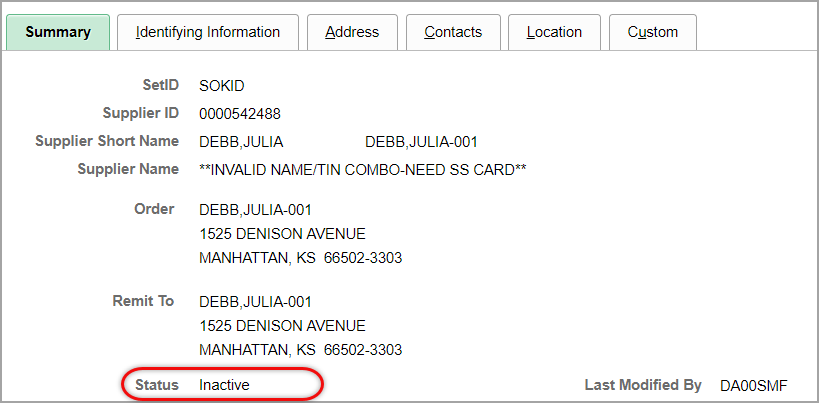 Summary Identifying Information Address Contacts Location Custom
SetID SOKID
Supplier ID 0000542488
Supplier Short Name DEBB,JULIA DEBB,JULIA-001
Supplier Name **INVALID NAME/TIN COMBO-NEED SS CARD**
Order DEBB,JULIA-001
1525 DENISON AVENUE
MANHATTAN, KS 66502-3303
Remit To DEBB,JULIA-001
1525 DENISON AVENUE
MANHATTAN, KS 66502-3303
Status Inactive Last Modified By DA00SMF